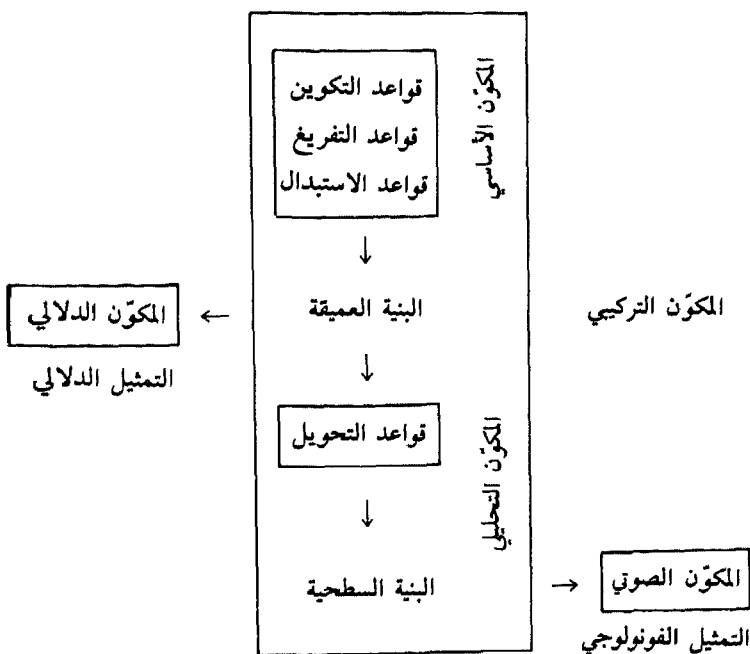 المكوّن الأساسي
قواعد التكوين
قواعد التفريغ
قواعد الاستبدال
↓
المكوّن التركيبي
البنية العميقة
←
المكوّن الدلالي
التمثيل الدلالي
↓
المكوّن التحليلي
قواعد التحويل
↓
البنية السطحية
→
المكوّن الصوتي
التمثيل الفونولوجي